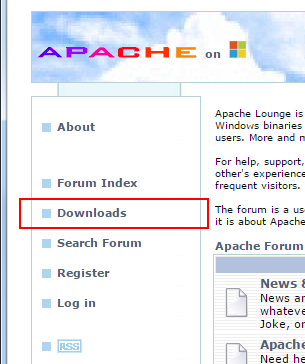 APACHE on
About
Forum Index
Downloads
Search Forum
Register
Log in
RSS
Apache Lounge is
Windows binaries
users. More and m
For help, support,
other's experience
frequent visitors.
The forum is a us
it is about Apache
Apache Forum
News &
News an
whateve
Joke, or
Apache
Need he